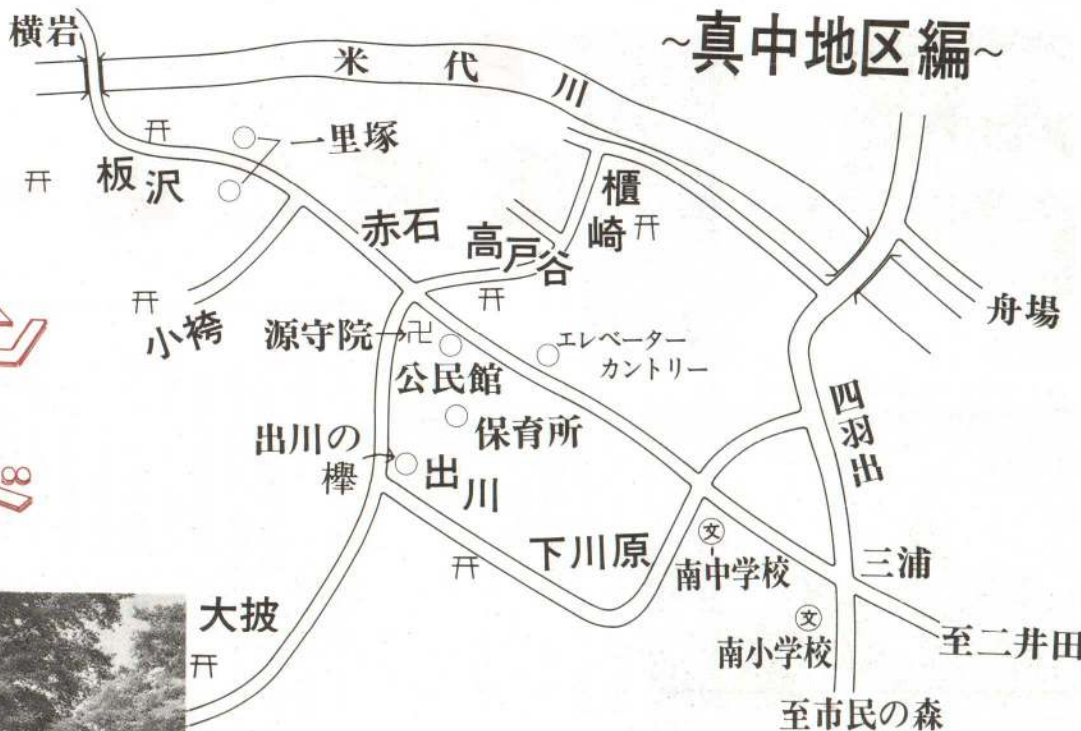 ~真中地区編~
横岩
米代川
一里塚
板沢
櫃崎
赤石
高戸谷
舟場
小袴
源守院
卍
エレベーター
カントリー
公民館
四羽出
出川の
欅
保育所
出川
下川原
文
南中学校
三浦
大披
文
南小学校
至二井田
至市民の森